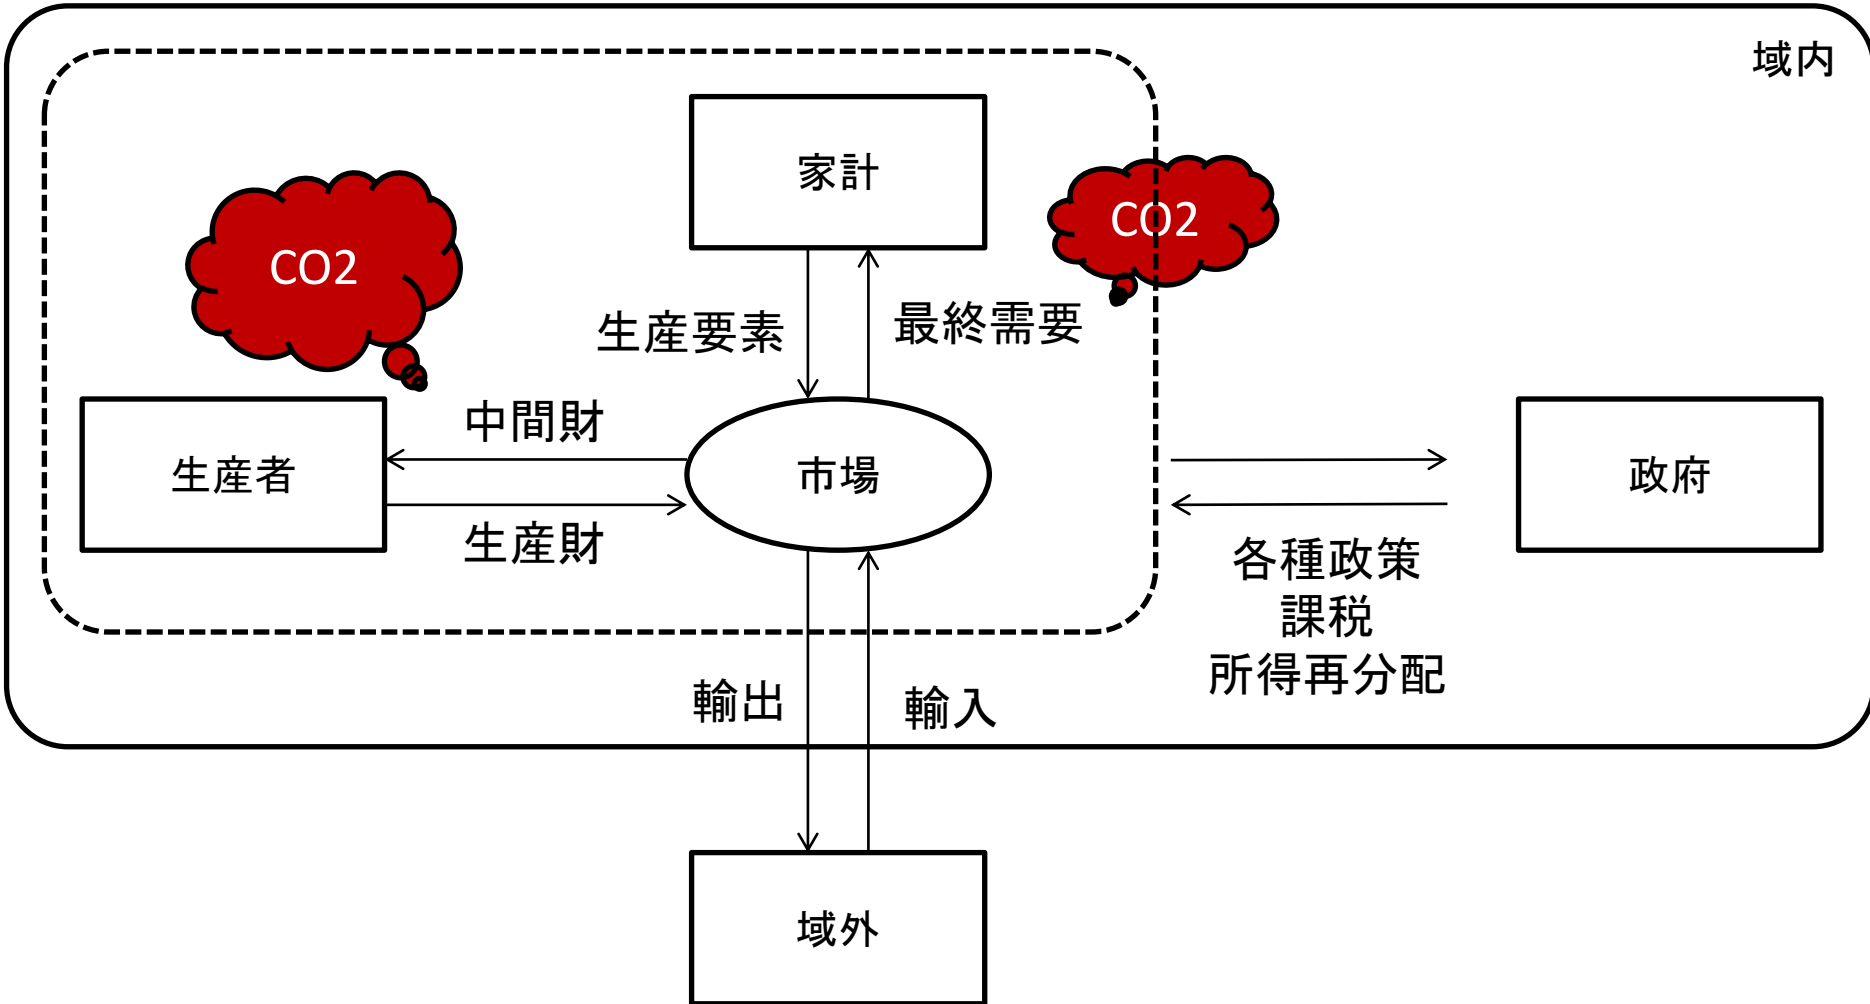 域内
家計
CO2
CO2
生産要素
最終需要
中間財
生産者
市場
政府
生産財
各種政策
課税
所得再分配
輸出
輸入
域外